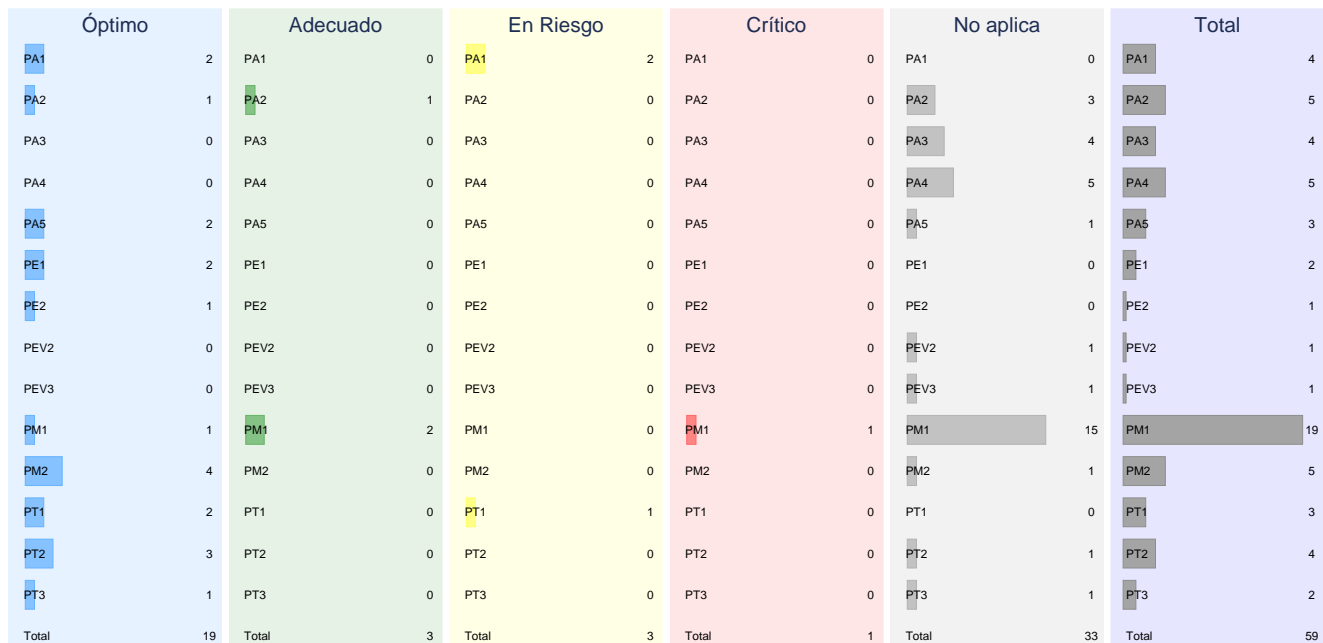 Óptimo Adecuado En Riesgo Crítico No aplica Total
PA1 2 PA1 0 PA1 2 PA1 0 PA1 0 PA1 4
PA2 1 PA2 1 PA2 0 PA2 0 PA2 3 PA2 5
PA3 0 PA3 0 PA3 0 PA3 0 PA3 4 PA3 4
PA4 0 PA4 0 PA4 0 PA4 0 PA4 5 PA4 5
PA5 2 PA5 0 PA5 0 PA5 0 PA5 1 PA5 3
PE1 2 PE1 0 PE1 0 PE1 0 PE1 0 PE1 2
PE2 1 PE2 0 PE2 0 PE2 0 PE2 0 PE2 1
PEV2 0 PEV2 0 PEV2 0 PEV2 0 PEV2 1 PEV2 1
PEV3 0 PEV3 0 PEV3 0 PEV3 0 PEV3 1 PEV3 1
PM1 1 PM1 2 PM1 0 PM1 1 PM1 15 PM1 19
PM2 4 PM2 0 PM2 0 PM2 0 PM2 1 PM2 5
PT1 2 PT1 0 PT1 1 PT1 0 PT1 0 PT1 3
PT2 3 PT2 0 PT2 0 PT2 0 PT2 1 PT2 4
PT3 1 PT3 0 PT3 0 PT3 0 PT3 1 PT3 2
Total 19 Total 3 Total 3 Total 1 Total 33 Total 59